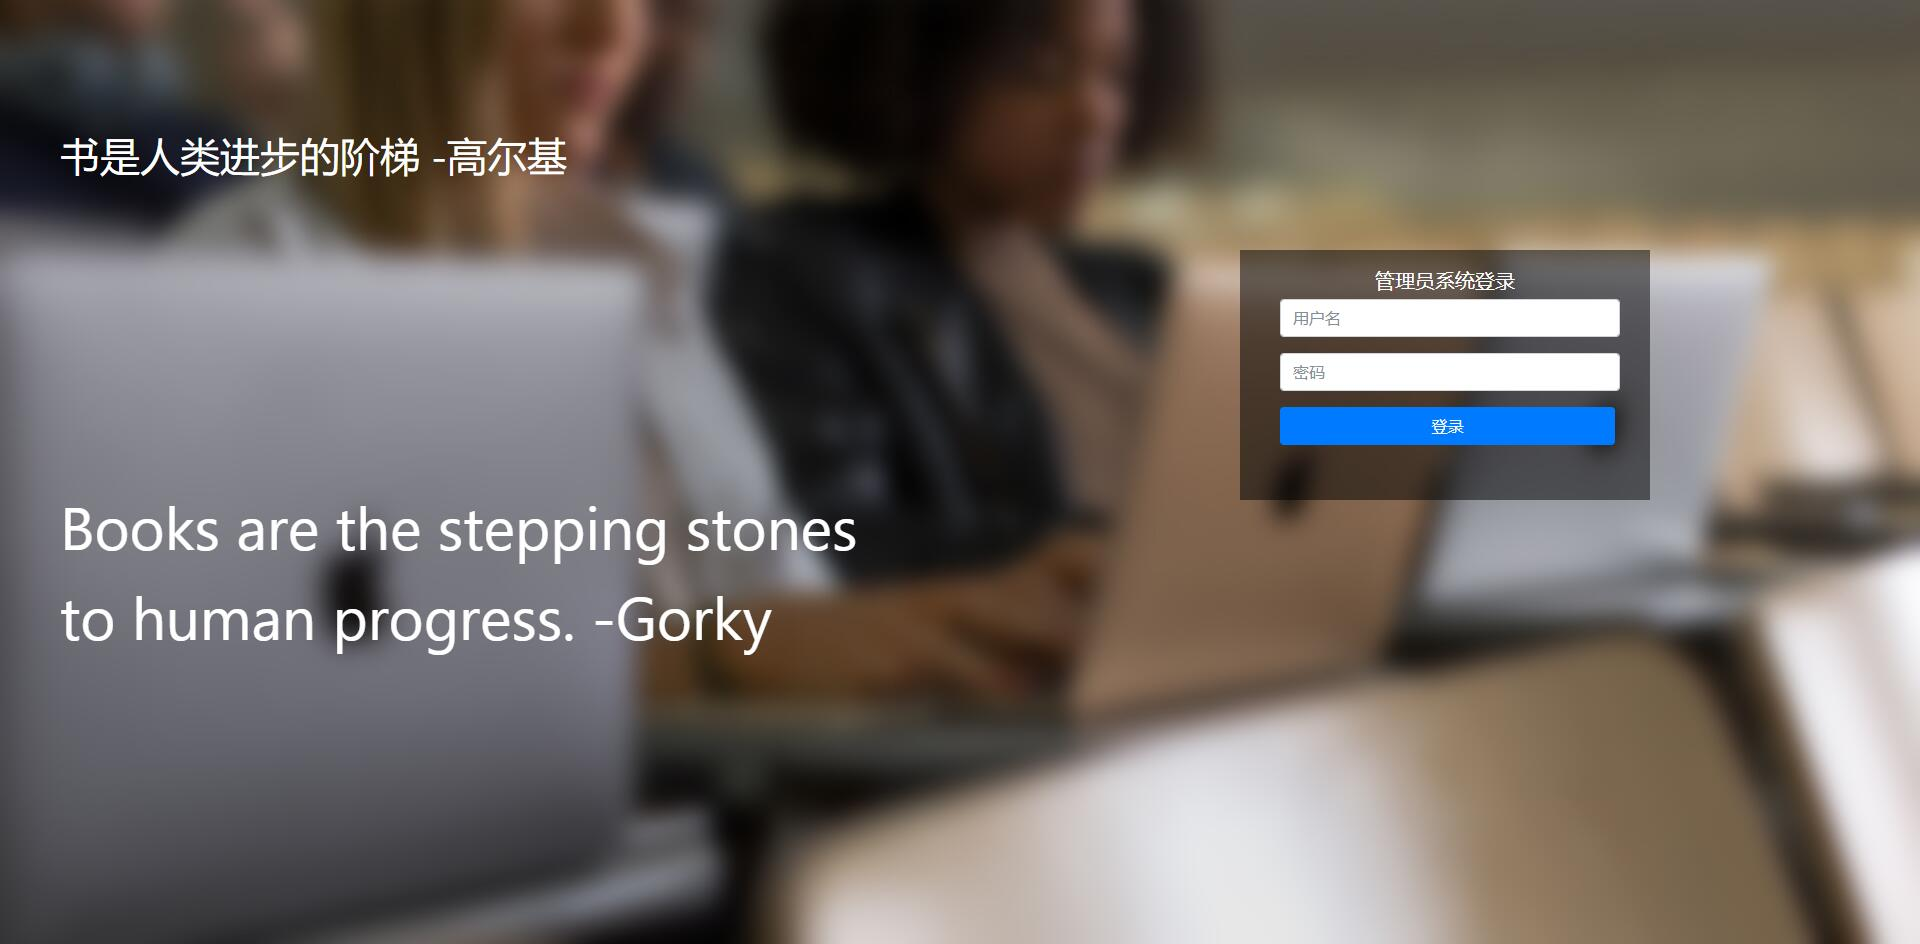 书是人类进步的阶梯 -高尔基
管理员系统登录
用户名
密码
登录
Books are the stepping stones
to human progress. -Gorky